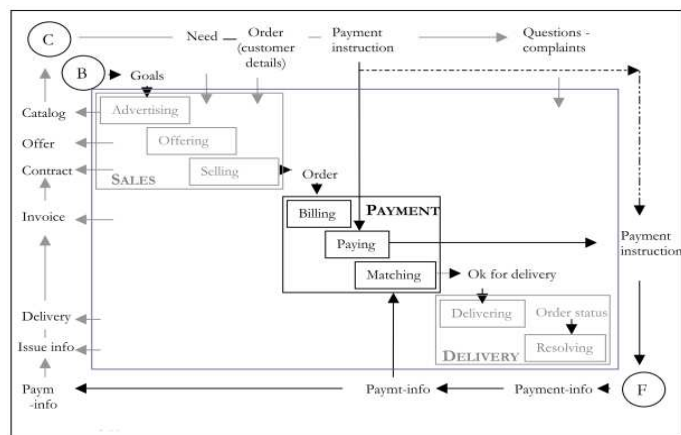 C
Need
Order
(customer
details)
Payment
instruction
Questions -
complaints
B
Goals
Catalog
Advertising
Offer
Offering
Contract
Selling
SALES
Order
Invoice
Billing
PAYMENT
Paying
Payment
instruction
Matching
Ok for delivery
Delivery
Delivering
Order status
Issue info
DELIVERY
Resolving
Paym
-info
Paymt-info
Payment-info
F